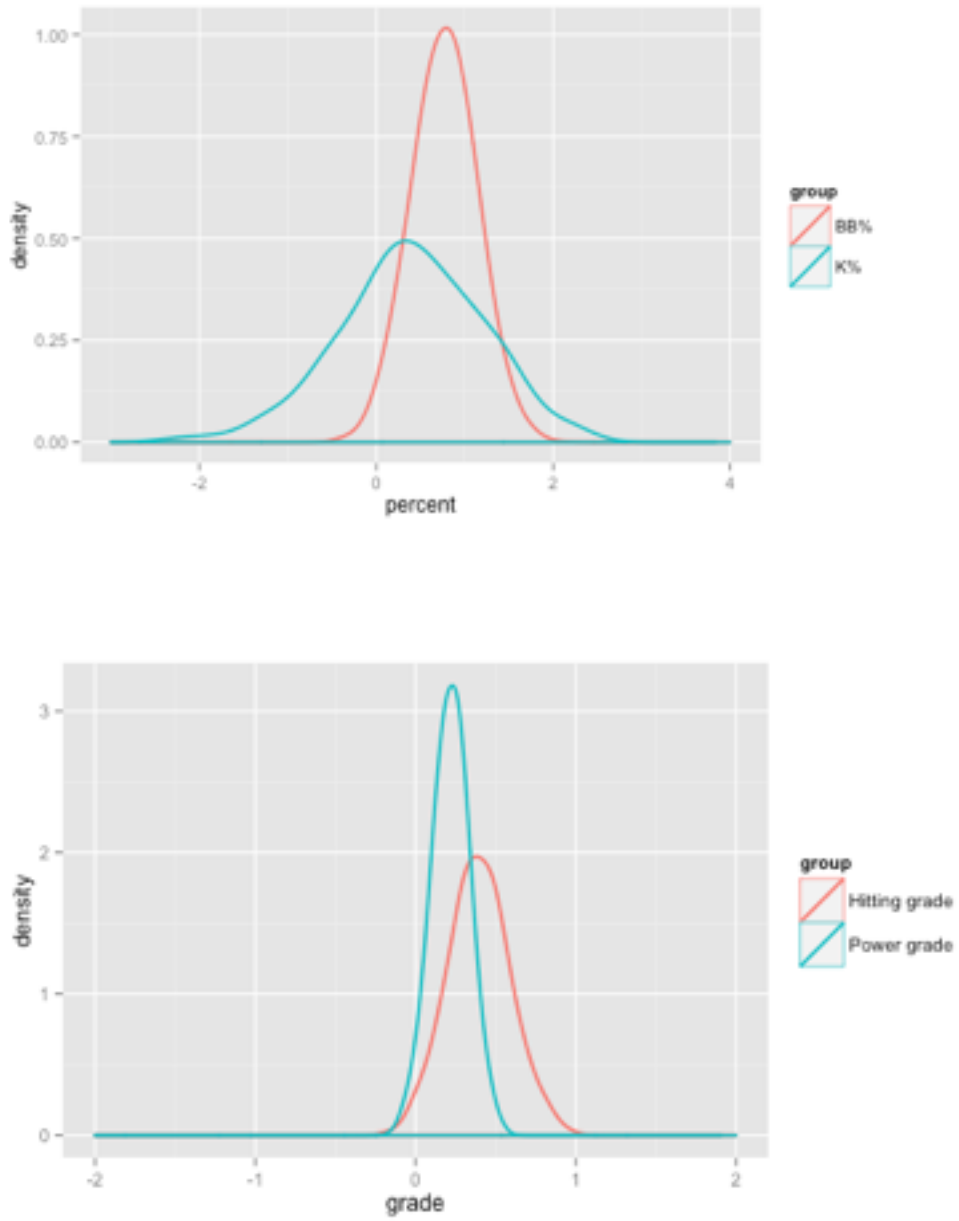 1.00
0.75
0.50
0.25
0.00
density
-2 0 2 4
percent
group
BB%
K%
3
2
1
0
density
-2 -1 0 1 2
grade
group
Hitting grade
Power grade